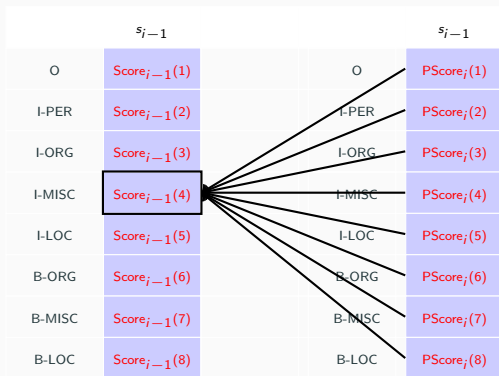 s_{i−1} s_{i−1}
O Score_{i−1}(1) O PScore_i(1)
I-PER Score_{i−1}(2) I-PER PScore_i(2)
I-ORG Score_{i−1}(3) I-ORG PScore_i(3)
I-MISC Score_{i−1}(4) I-MISC PScore_i(4)
I-LOC Score_{i−1}(5) I-LOC PScore_i(5)
B-ORG Score_{i−1}(6) B-ORG PScore_i(6)
B-MISC Score_{i−1}(7) B-MISC PScore_i(7)
B-LOC Score_{i−1}(8) B-LOC PScore_i(8)